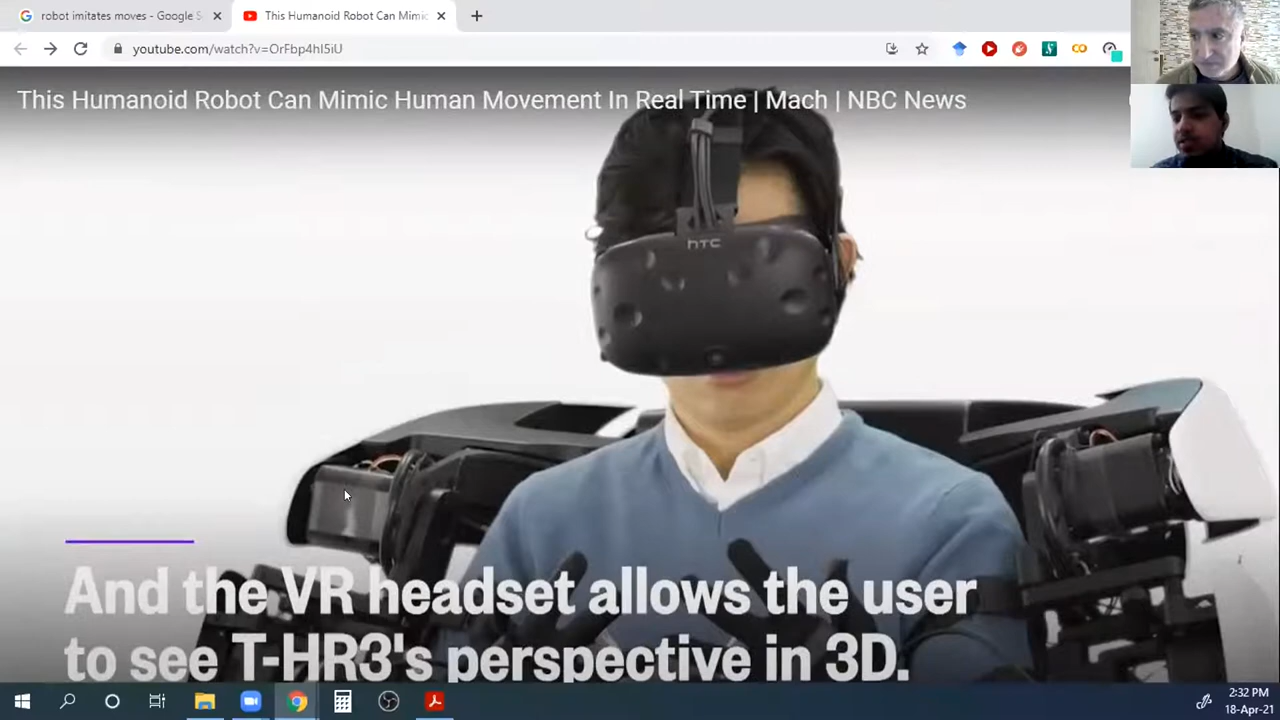 robot imitates moves - Google S
This Humanoid Robot Can Mimic
youtube.com/watch?v=OrFbp4hI5iU
This Humanoid Robot Can Mimic Human Movement In Real Time | Mach | NBC News
hTC
And the VR headset allows the user
to see T-HR3's perspective in 3D.
2:32 PM
18-Apr-21